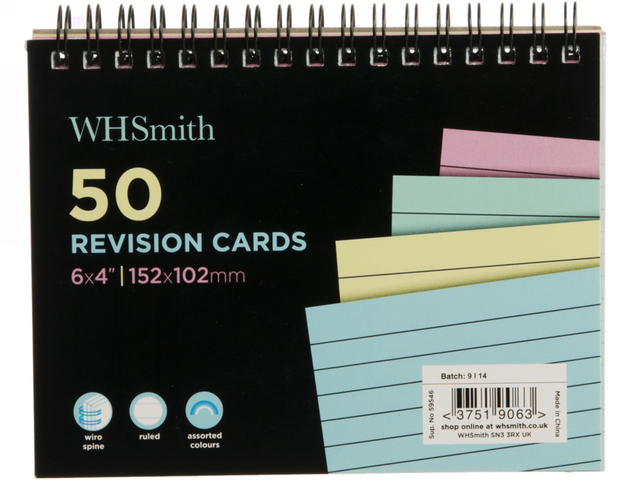 WHSmith
50
REVISION CARDS
6x4" | 152x102mm
wiro
spine
ruled
assorted
colours
Batch: 9 I 14
Sup. No 59546
< 3751 9063 >
Made in China
shop online at whsmith.co.uk
WHSmith SN3 3RX UK